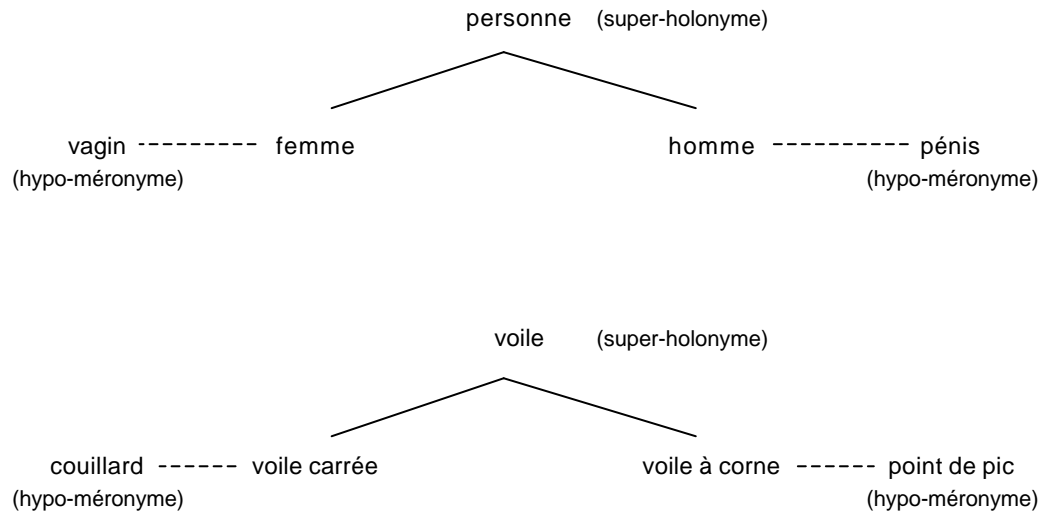 personne (super-holonyme)
vagin femme homme pénis
(hypo-méronyme) (hypo-méronyme)
voile (super-holonyme)
couillard voile carrée voile à corne point de pic
(hypo-méronyme) (hypo-méronyme)